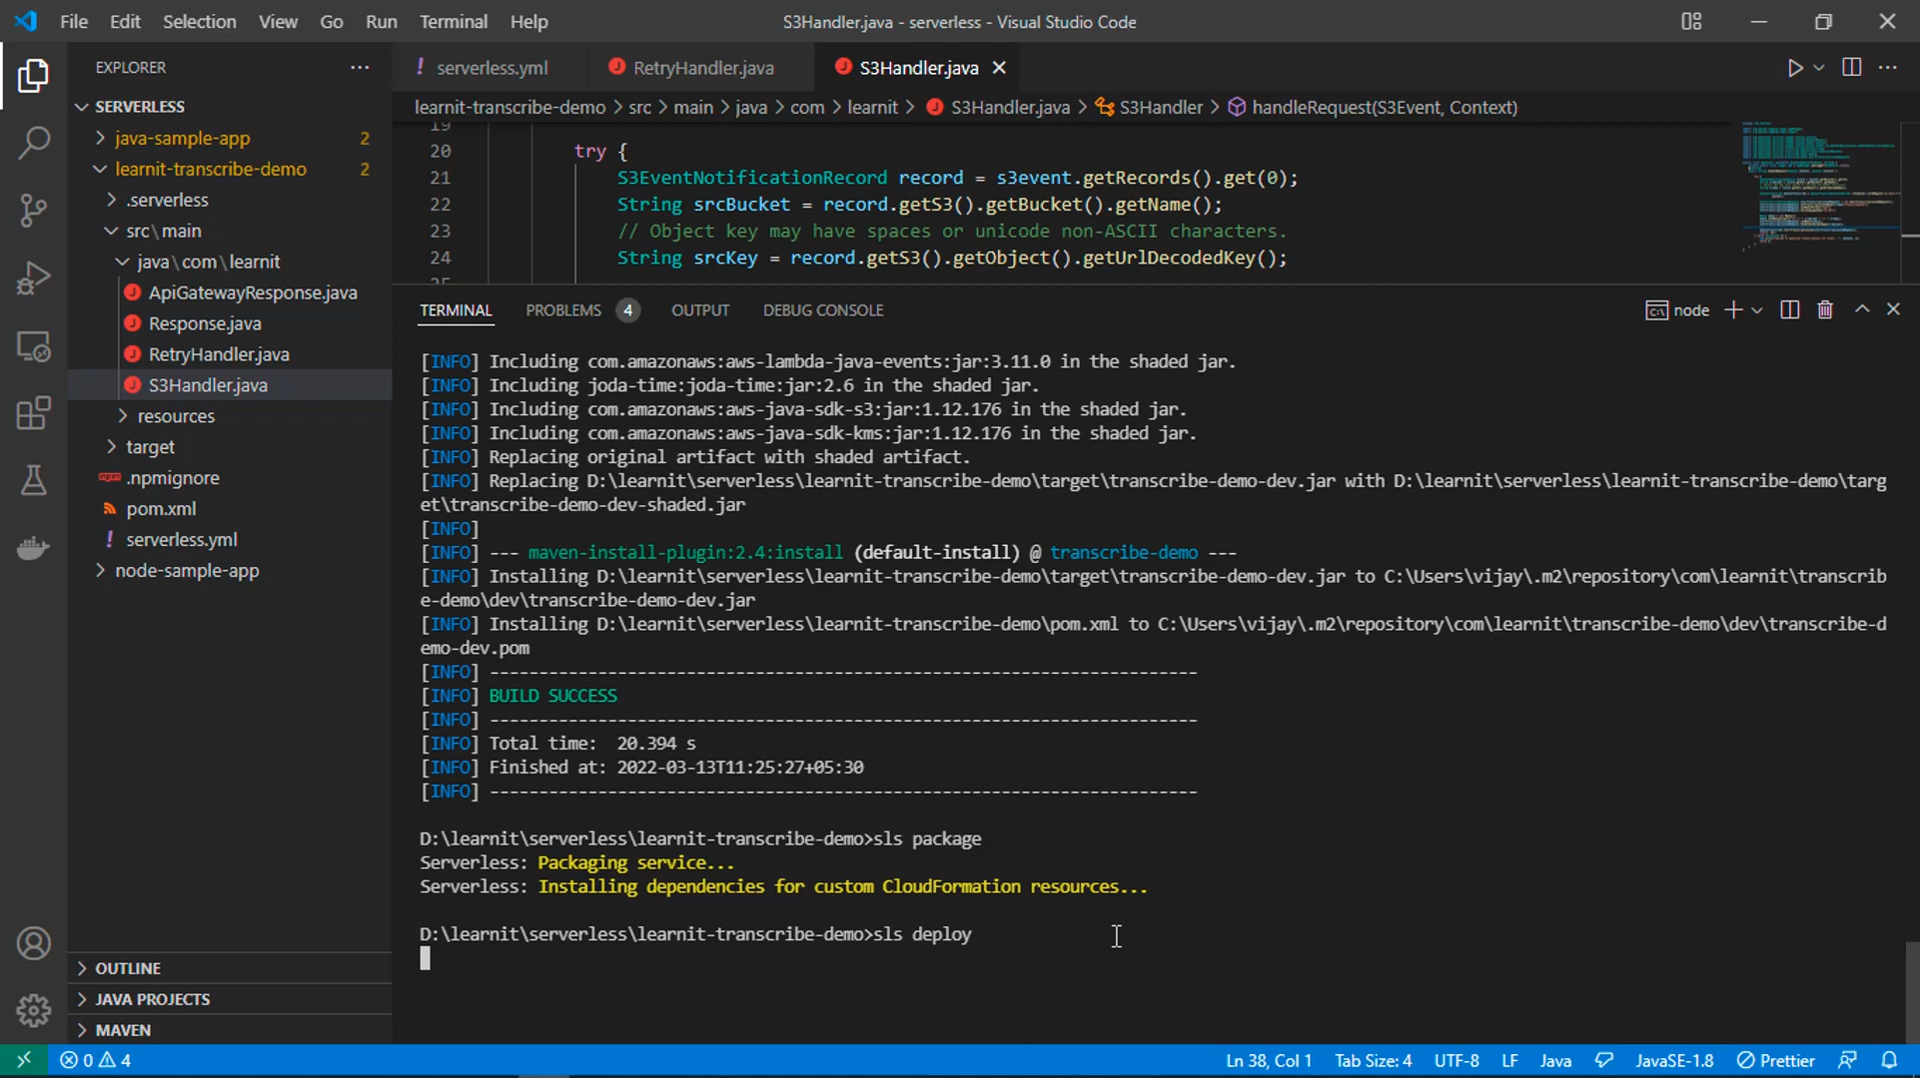 File Edit Selection View Go Run Terminal Help
S3Handler.java - serverless - Visual Studio Code
EXPLORER
SERVERLESS
java-sample-app 2
learnit-transcribe-demo 2
.serverless
src\main
java\com\learnit
ApiGatewayResponse.java
Response.java
RetryHandler.java
S3Handler.java
resources
target
.npmignore
pom.xml
serverless.yml
node-sample-app
OUTLINE
JAVA PROJECTS
MAVEN
serverless.yml RetryHandler.java S3Handler.java
learnit-transcribe-demo > src > main > java > com > learnit > S3Handler.java > S3Handler > handleRequest(S3Event, Context)
19
20 try {
21 S3EventNotificationRecord record = s3event.getRecords().get(0);
22 String srcBucket = record.getS3().getBucket().getName();
23 // Object key may have spaces or unicode non-ASCII characters.
24 String srcKey = record.getS3().getObject().getUrlDecodedKey();
25
TERMINAL PROBLEMS 4 OUTPUT DEBUG CONSOLE
node
[INFO] Including com.amazonaws:aws-lambda-java-events:jar:3.11.0 in the shaded jar.
[INFO] Including joda-time:joda-time:jar:2.6 in the shaded jar.
[INFO] Including com.amazonaws:aws-java-sdk-s3:jar:1.12.176 in the shaded jar.
[INFO] Including com.amazonaws:aws-java-sdk-kms:jar:1.12.176 in the shaded jar.
[INFO] Replacing original artifact with shaded artifact.
[INFO] Replacing D:\learnit\serverless\learnit-transcribe-demo\target\transcribe-demo-dev.jar with D:\learnit\serverless\learnit-transcribe-demo\targ
et\transcribe-demo-dev-shaded.jar
[INFO]
[INFO] --- maven-install-plugin:2.4:install (default-install) @ transcribe-demo ---
[INFO] Installing D:\learnit\serverless\learnit-transcribe-demo\target\transcribe-demo-dev.jar to C:\Users\vijay\.m2\repository\com\learnit\transcrib
e-demo\dev\transcribe-demo-dev.jar
[INFO] Installing D:\learnit\serverless\learnit-transcribe-demo\pom.xml to C:\Users\vijay\.m2\repository\com\learnit\transcribe-demo\dev\transcribe-d
emo-dev.pom
[INFO] ------------------------------------------------------------------------
[INFO] BUILD SUCCESS
[INFO] ------------------------------------------------------------------------
[INFO] Total time:  20.394 s
[INFO] Finished at: 2022-03-13T11:25:27+05:30
[INFO] ------------------------------------------------------------------------
D:\learnit\serverless\learnit-transcribe-demo>sls package
Serverless: Packaging service...
Serverless: Installing dependencies for custom CloudFormation resources...
D:\learnit\serverless\learnit-transcribe-demo>sls deploy
0 4
Ln 38, Col 1 Tab Size: 4 UTF-8 LF Java JavaSE-1.8 Prettier